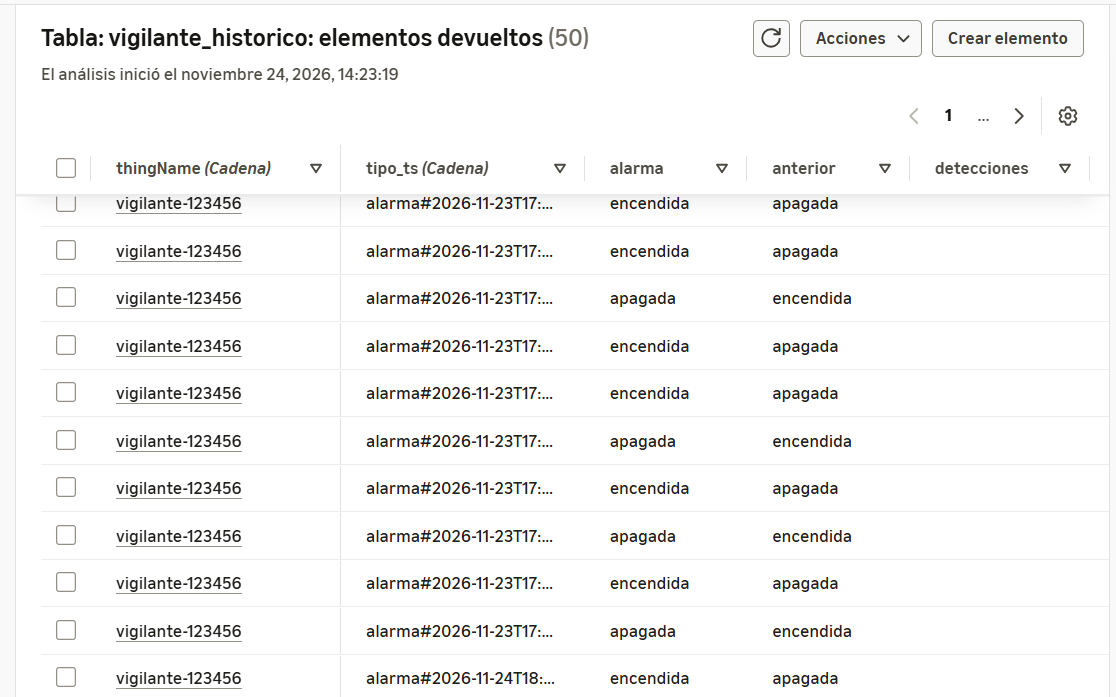 Tabla: vigilante_historico: elementos devueltos (50)
Acciones
Crear elemento
El análisis inició el noviembre 24, 2026, 14:23:19
1 ...
thingName (Cadena) tipo_ts (Cadena) alarma anterior detecciones
vigilante-123456 alarma#2026-11-23T17:... encendida apagada
vigilante-123456 alarma#2026-11-23T17:... encendida apagada
vigilante-123456 alarma#2026-11-23T17:... apagada encendida
vigilante-123456 alarma#2026-11-23T17:... encendida apagada
vigilante-123456 alarma#2026-11-23T17:... encendida apagada
vigilante-123456 alarma#2026-11-23T17:... apagada encendida
vigilante-123456 alarma#2026-11-23T17:... encendida apagada
vigilante-123456 alarma#2026-11-23T17:... apagada encendida
vigilante-123456 alarma#2026-11-23T17:... encendida apagada
vigilante-123456 alarma#2026-11-23T17:... apagada encendida
vigilante-123456 alarma#2026-11-24T18:... encendida apagada